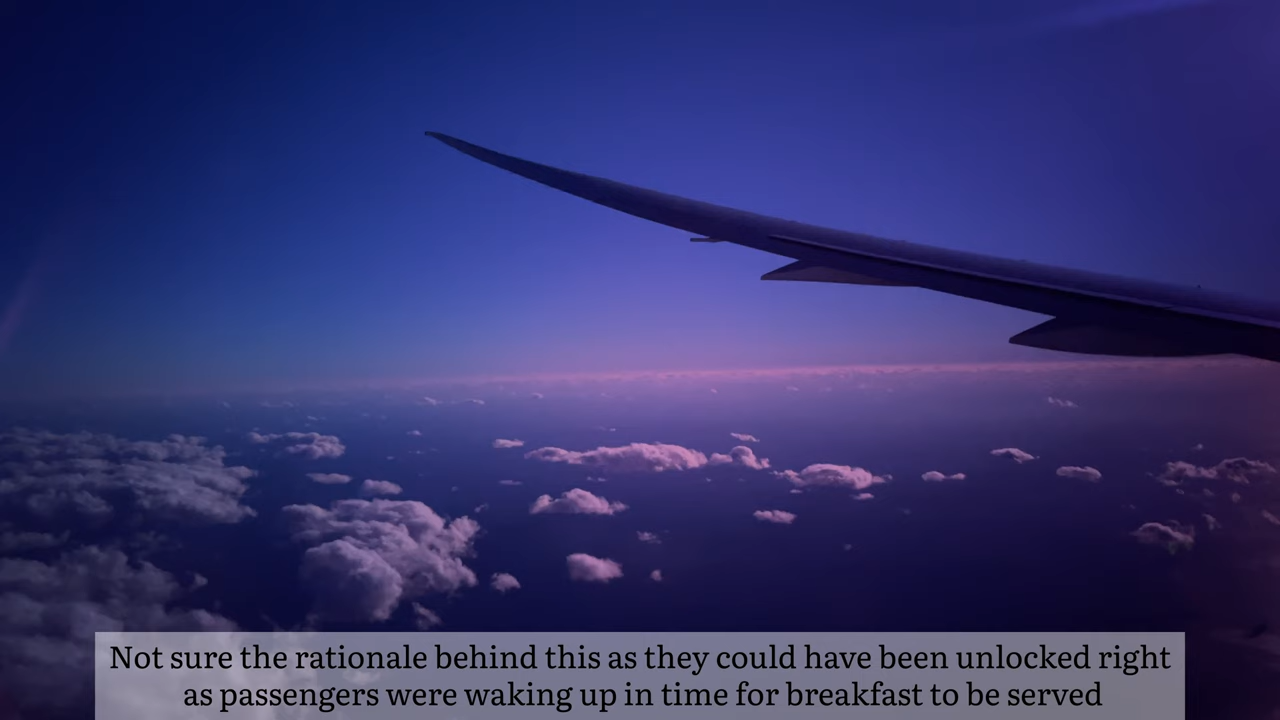 Not sure the rationale behind this as they could have been unlocked right
as passengers were waking up in time for breakfast to be served